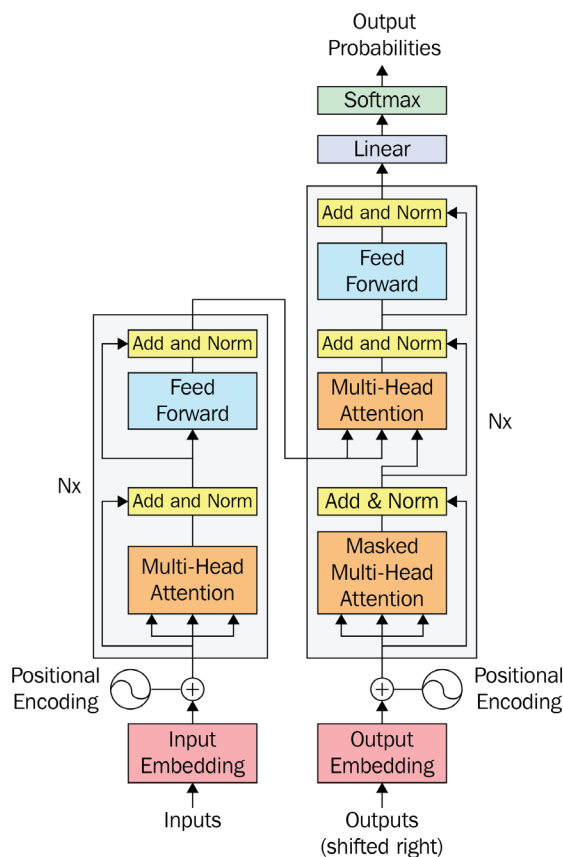 Output
Probabilities
Softmax
Linear
Add and Norm
Feed
Forward
Add and Norm
Multi-Head
Attention
Nx
Add & Norm
Masked
Multi-Head
Attention
Add and Norm
Feed
Forward
Nx
Add and Norm
Multi-Head
Attention
Positional
Encoding
Positional
Encoding
Input
Embedding
Output
Embedding
Inputs
Outputs
(shifted right)